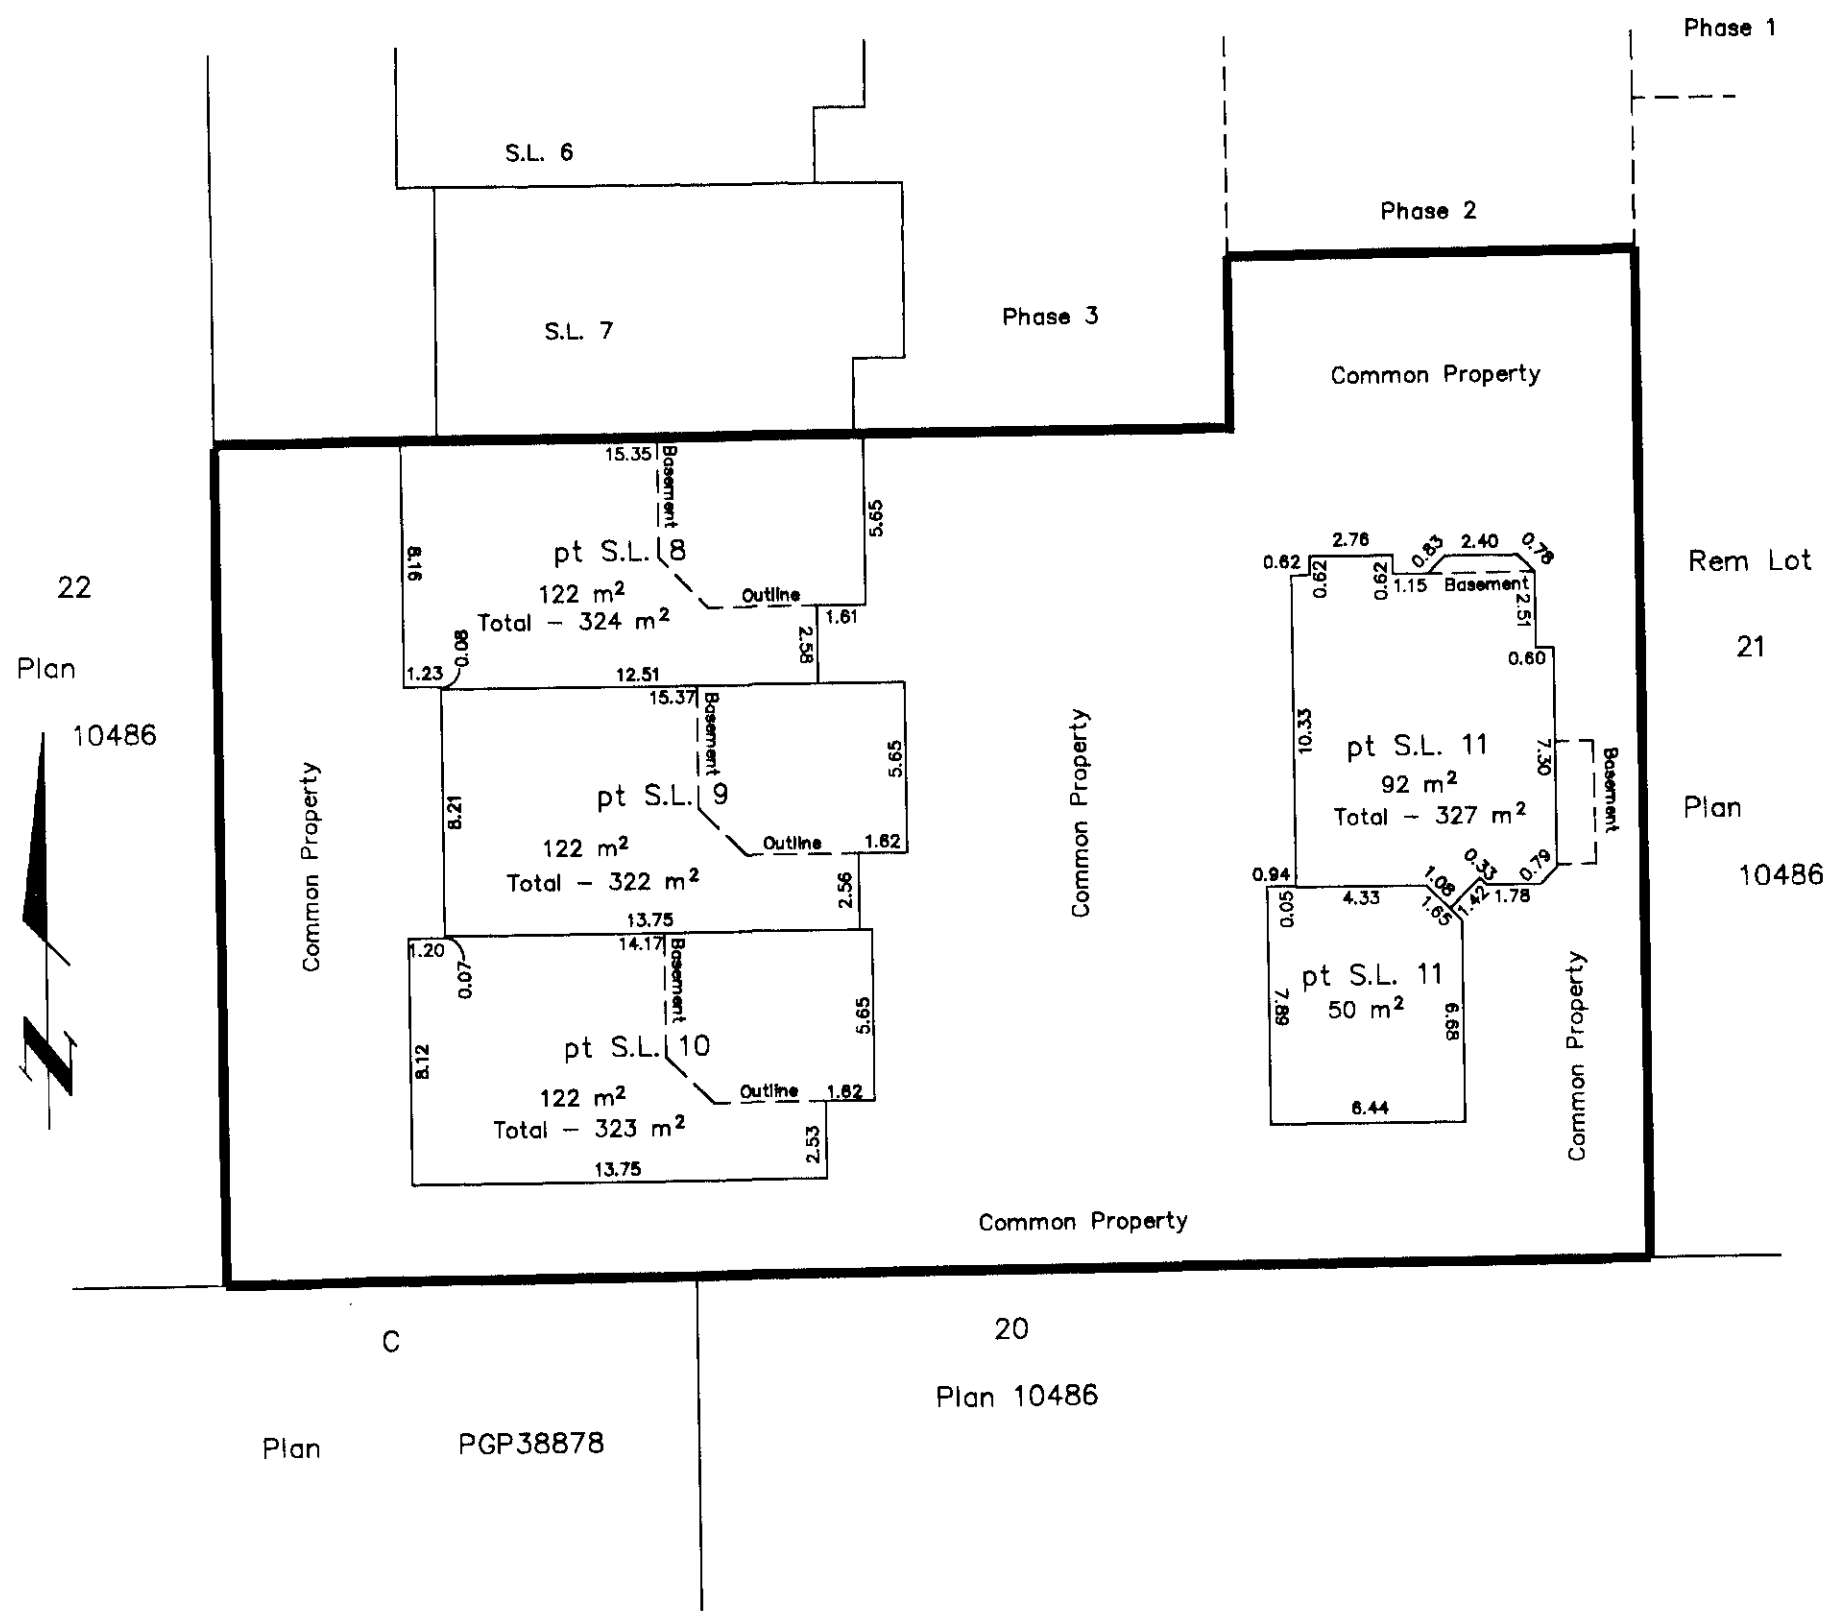 Phase 1
S.L. 6
Phase 2
S.L. 7
Phase 3
Common Property
15.35
Basement
5.65
8.16
pt S.L. 8
122 m²
Total - 324 m²
Outline
1.61
2.58
0.08
1.23
12.51
22
Plan
10486
15.37
Basement
5.65
8.21
pt S.L. 9
122 m²
Total - 322 m²
Outline
1.62
2.56
13.75
Common Property
Common Property
1.20
0.07
14.17
Basement
5.65
8.12
pt S.L. 10
122 m²
Total - 323 m²
Outline
1.62
2.53
13.75
N
2.76
0.83
2.40
0.78
0.62
0.62
0.62
1.15
Basement
2.51
0.60
10.33
pt S.L. 11
92 m²
Total - 327 m²
7.30
Basement
0.94
0.05
4.33
1.08
0.33
0.79
1.65
1.42
1.78
pt S.L. 11
50 m²
7.89
6.68
6.44
Common Property
Rem Lot
21
Plan
10486
Common Property
C
20
Plan 10486
Plan PGP38878